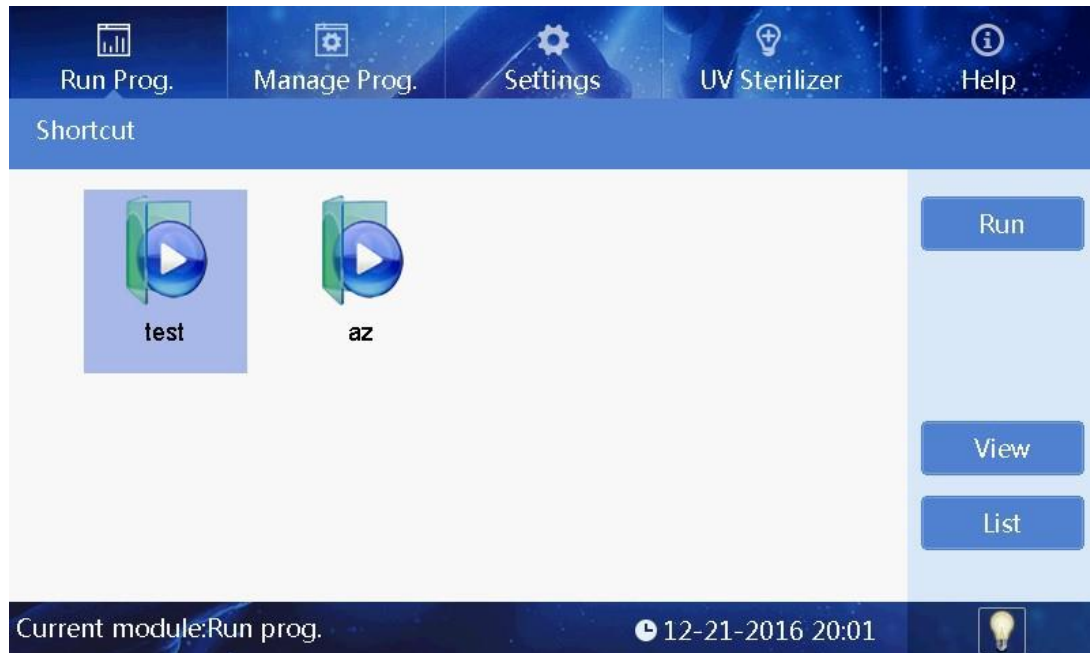 Run Prog.
Manage Prog.
Settings
UV Sterilizer
Help
Shortcut
test
az
Run
View
List
Current module:Run prog.
12-21-2016 20:01